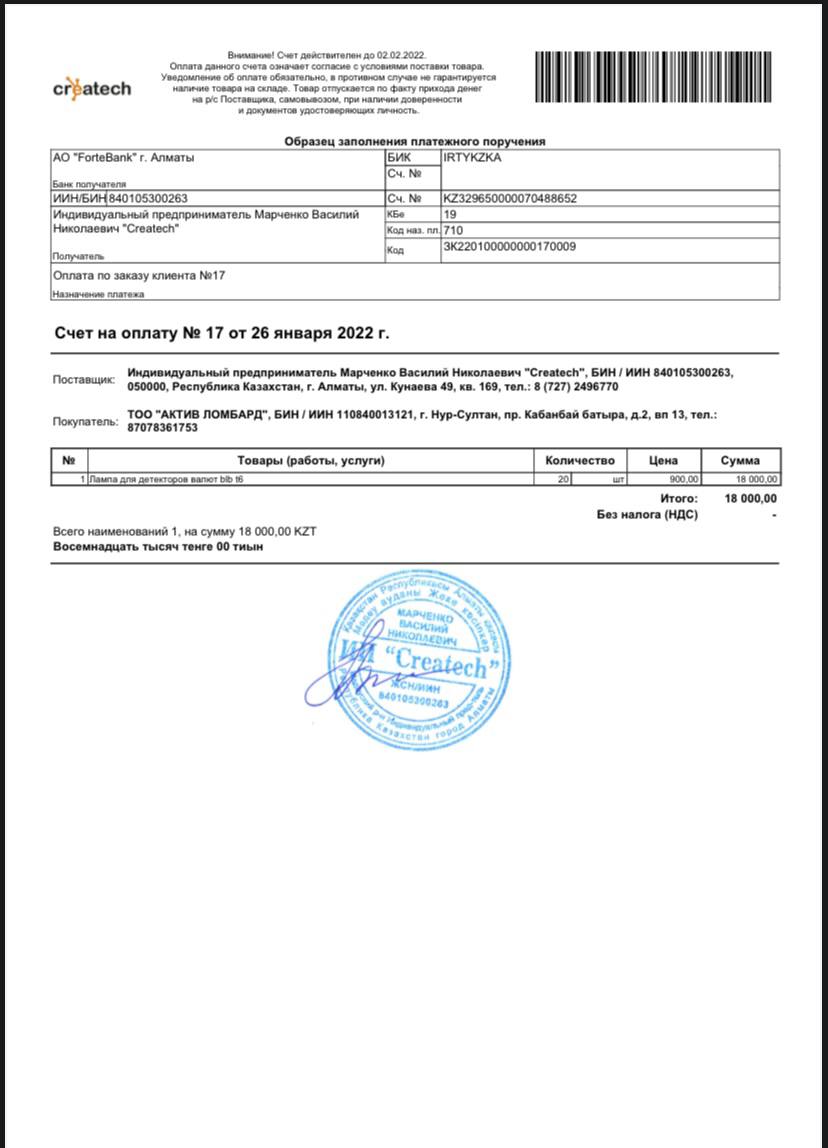 createch
Внимание! Счет действителен до 02.02.2022.
Оплата данного счета означает согласие с условиями поставки товара.
Уведомление об оплате обязательно, в противном случае не гарантируется
наличие товара на складе. Товар отпускается по факту прихода денег
на р/с Поставщика, самовывозом, при наличии доверенности
и документов удостоверяющих личность.
Образец заполнения платежного поручения
АО "ForteBank" г. Алматы БИК IRTYKZKA
Сч. №
Банк получателя
ИИН/БИН 840105300263 Сч. № KZ329650000070488652
Индивидуальный предприниматель Марченко Василий КБе 19
Николаевич "Createch" Код наз. пл. 710
Код ЗК220100000000170009
Получатель
Оплата по заказу клиента №17
Назначение платежа
Счет на оплату № 17 от 26 января 2022 г.
Поставщик: Индивидуальный предприниматель Марченко Василий Николаевич "Createch", БИН / ИИН 840105300263,
050000, Республика Казахстан, г. Алматы, ул. Кунаева 49, кв. 169, тел.: 8 (727) 2496770
Покупатель: ТОО "АКТИВ ЛОМБАРД", БИН / ИИН 110840013121, г. Нур-Султан, пр. Кабанбай батыра, д.2, вп 13, тел.:
87078361753
№ Товары (работы, услуги) Количество Цена Сумма
1 Лампа для детекторов валют blb t6 20 шт 900,00 18 000,00
Итого: 18 000,00
Без налога (НДС) -
Всего наименований 1, на сумму 18 000,00 KZT
Восемнадцать тысяч тенге 00 тиын
Қазақстан Республикасы Алматы қаласы
Медеу ауданы Жеке кәсіпкер
МАРЧЕНКО
ВАСИЛИЙ
НИКОЛАЕВИЧ
ИП "Createch"
ЖСН/ИИН
840105300263
р-н Индивидуальный
Республика Казахстан город Алматы